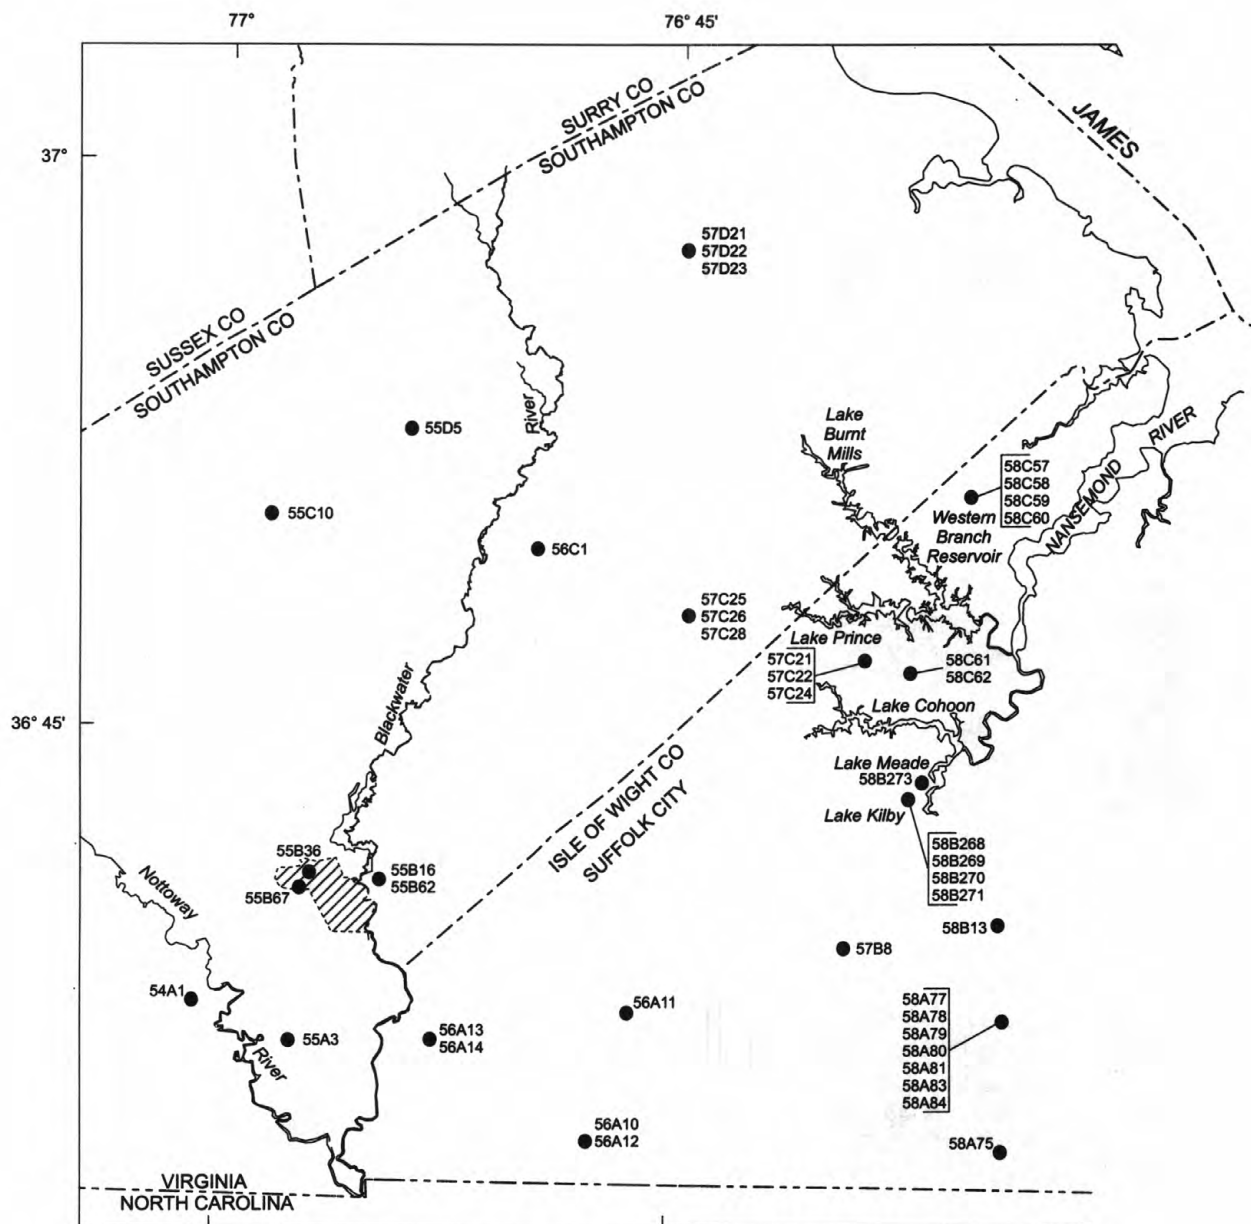 77°
76° 45'
SURRY CO
SOUTHAMPTON CO
JAMES
37°
57D21
57D22
57D23
SUSSEX CO
SOUTHAMPTON CO
River
55D5
Lake
Burnt
Mills
NANSEMOND RIVER
58C57
58C58
58C59
58C60
55C10
Western
Branch
Reservoir
56C1
57C25
57C26
57C28
Lake Prince
57C21
57C22
57C24
58C61
58C62
Blackwater
Lake Cohoon
36° 45'
Lake Meade
58B273
Lake Kilby
ISLE OF WIGHT CO
SUFFOLK CITY
58B268
58B269
58B270
58B271
55B36
55B16
55B62
55B67
Nottoway
58B13
57B8
54A1
56A11
58A77
58A78
58A79
58A80
58A81
58A83
58A84
55A3
56A13
56A14
River
56A10
56A12
58A75
VIRGINIA
NORTH CAROLINA